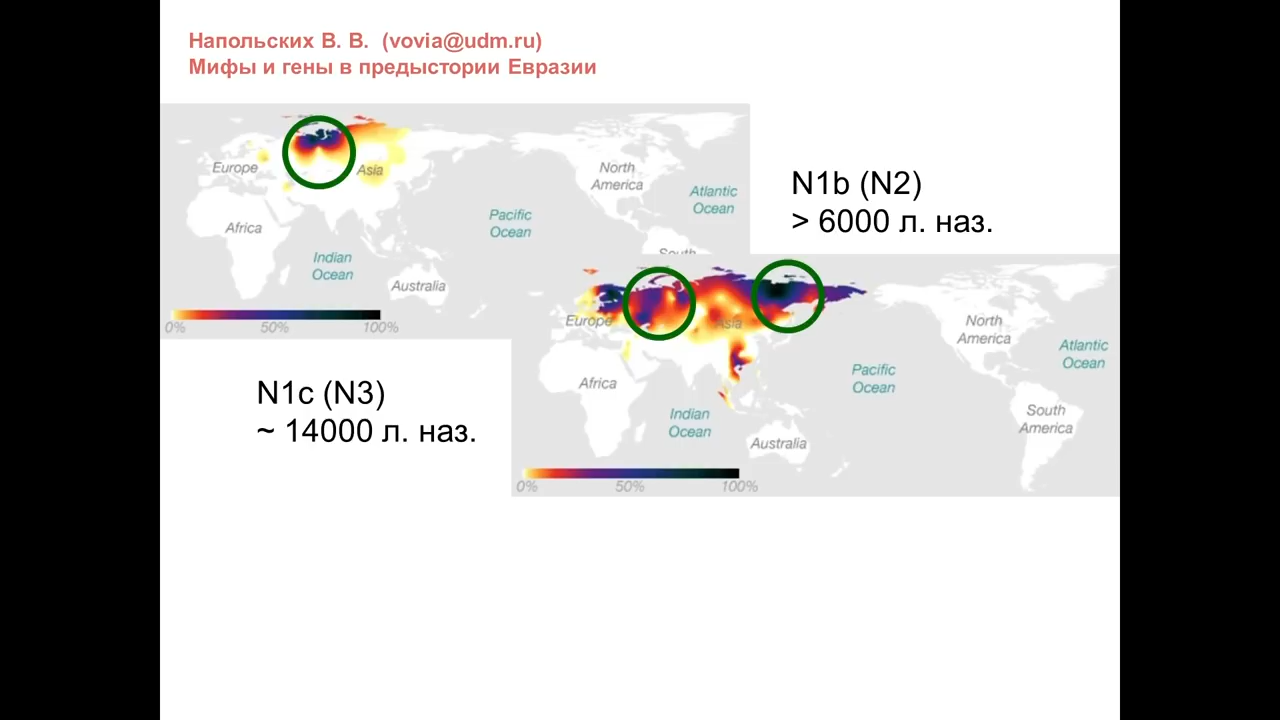 Напольских В. В. (vovia@udm.ru)
Мифы и гены в предыстории Евразии
Europe
Asia
Africa
Indian
Ocean
Australia
Pacific
Ocean
North
America
Atlantic
Ocean
South
0%
50%
100%
N1b (N2)
> 6000 л. наз.
N1c (N3)
~ 14000 л. наз.
Europe
Asia
Africa
Indian
Ocean
Australia
Pacific
Ocean
North
America
Atlantic
Ocean
South
America
0%
50%
100%